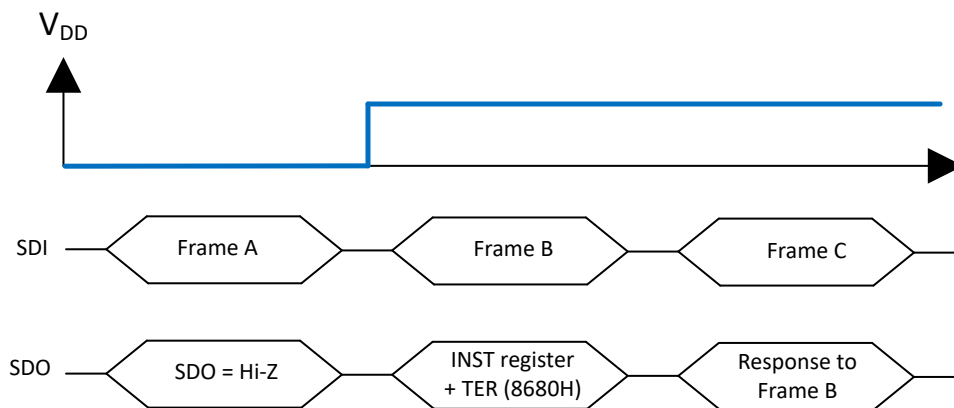 VDD
SDI
Frame A
Frame B
Frame C
SDO
SDO = Hi-Z
INST register
+ TER (8680H)
Response to
Frame B